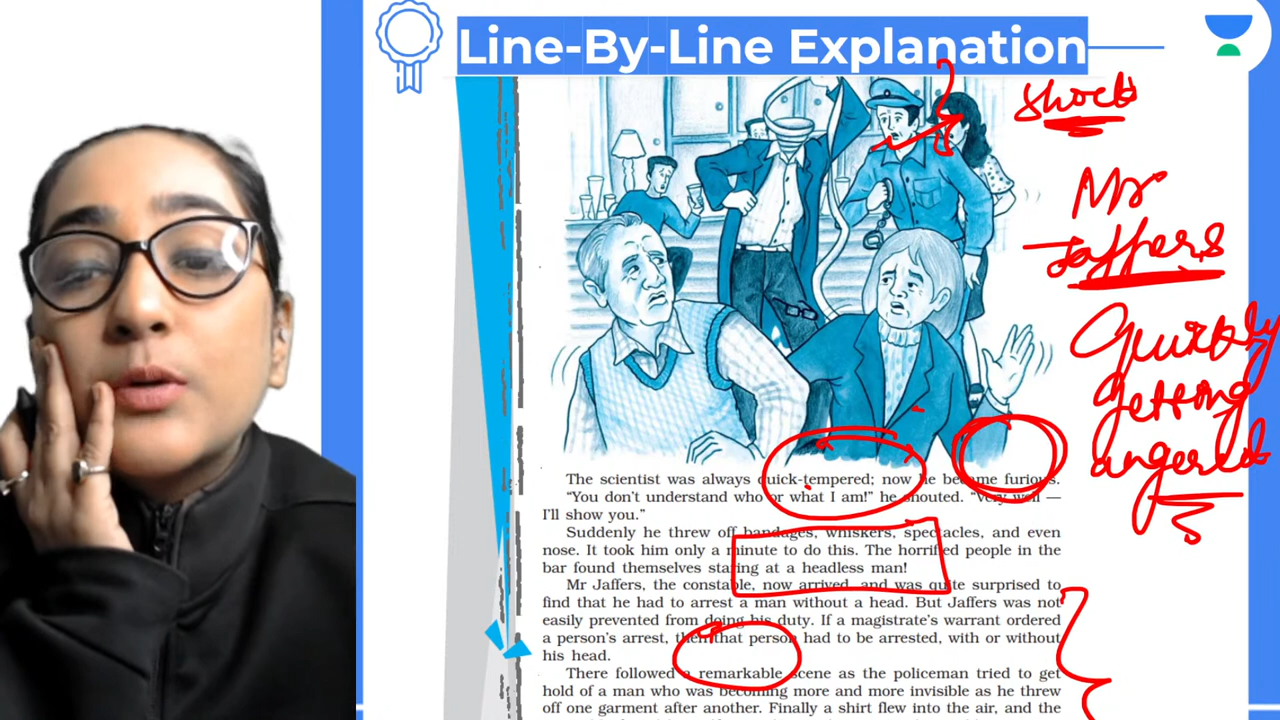 Line-By-Line Explanation
shock
Mr
Jaffers
Quickly
getting
angered
The scientist was always quick-tempered; now he became furious.
“You don't understand who or what I am!” he shouted. “Very well —
I'll show you.”
Suddenly he threw off bandages, whiskers, spectacles, and even
nose. It took him only a minute to do this. The horrified people in the
bar found themselves staring at a headless man!
Mr Jaffers, the constable, now arrived, and was quite surprised to
find that he had to arrest a man without a head. But Jaffers was not
easily prevented from doing his duty. If a magistrate's warrant ordered
a person's arrest, then that person had to be arrested, with or without
his head.
There followed a remarkable scene as the policeman tried to get
hold of a man who was becoming more and more invisible as he threw
off one garment after another. Finally a shirt flew into the air, and the